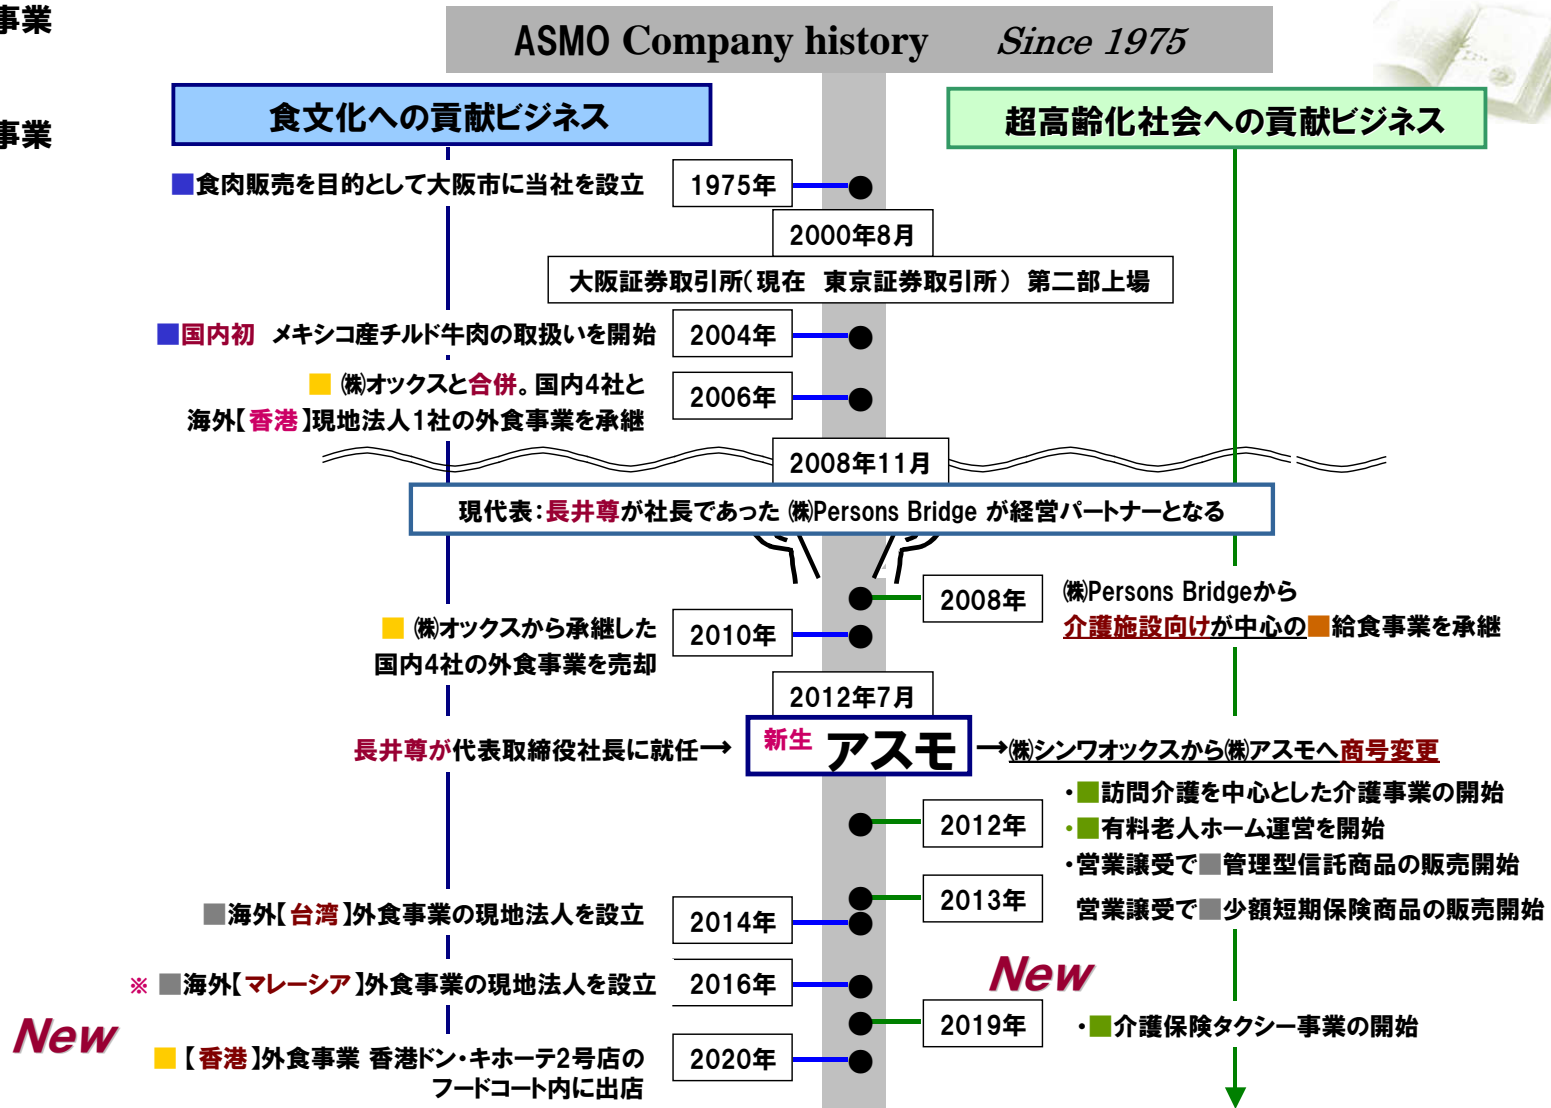 事業
事業
ASMO Company history Since 1975
食文化への貢献ビジネス
超高齢化社会への貢献ビジネス
■食肉販売を目的として大阪市に当社を設立
1975年
2000年8月
大阪証券取引所(現在 東京証券取引所) 第二部上場
■国内初 メキシコ産チルド牛肉の取扱いを開始
2004年
■ ㈱オックスと合併。国内4社と
海外【香港】現地法人1社の外食事業を承継
2006年
2008年11月
現代表:長井尊が社長であった ㈱Persons Bridge が経営パートナーとなる
2008年
㈱Persons Bridgeから
介護施設向けが中心の■給食事業を承継
■ ㈱オックスから承継した
国内4社の外食事業を売却
2010年
2012年7月
長井尊が代表取締役社長に就任→
新生 アスモ
→㈱シンワオックスから㈱アスモへ商号変更
2012年
・■訪問介護を中心とした介護事業の開始
・■有料老人ホーム運営を開始
・営業譲受で■管理型信託商品の販売開始
2013年
営業譲受で■少額短期保険商品の販売開始
■海外【台湾】外食事業の現地法人を設立
2014年
※ ■海外【マレーシア】外食事業の現地法人を設立
2016年
New
2019年
・■介護保険タクシー事業の開始
New
■【香港】外食事業 香港ドン・キホーテ2号店の
フードコート内に出店
2020年